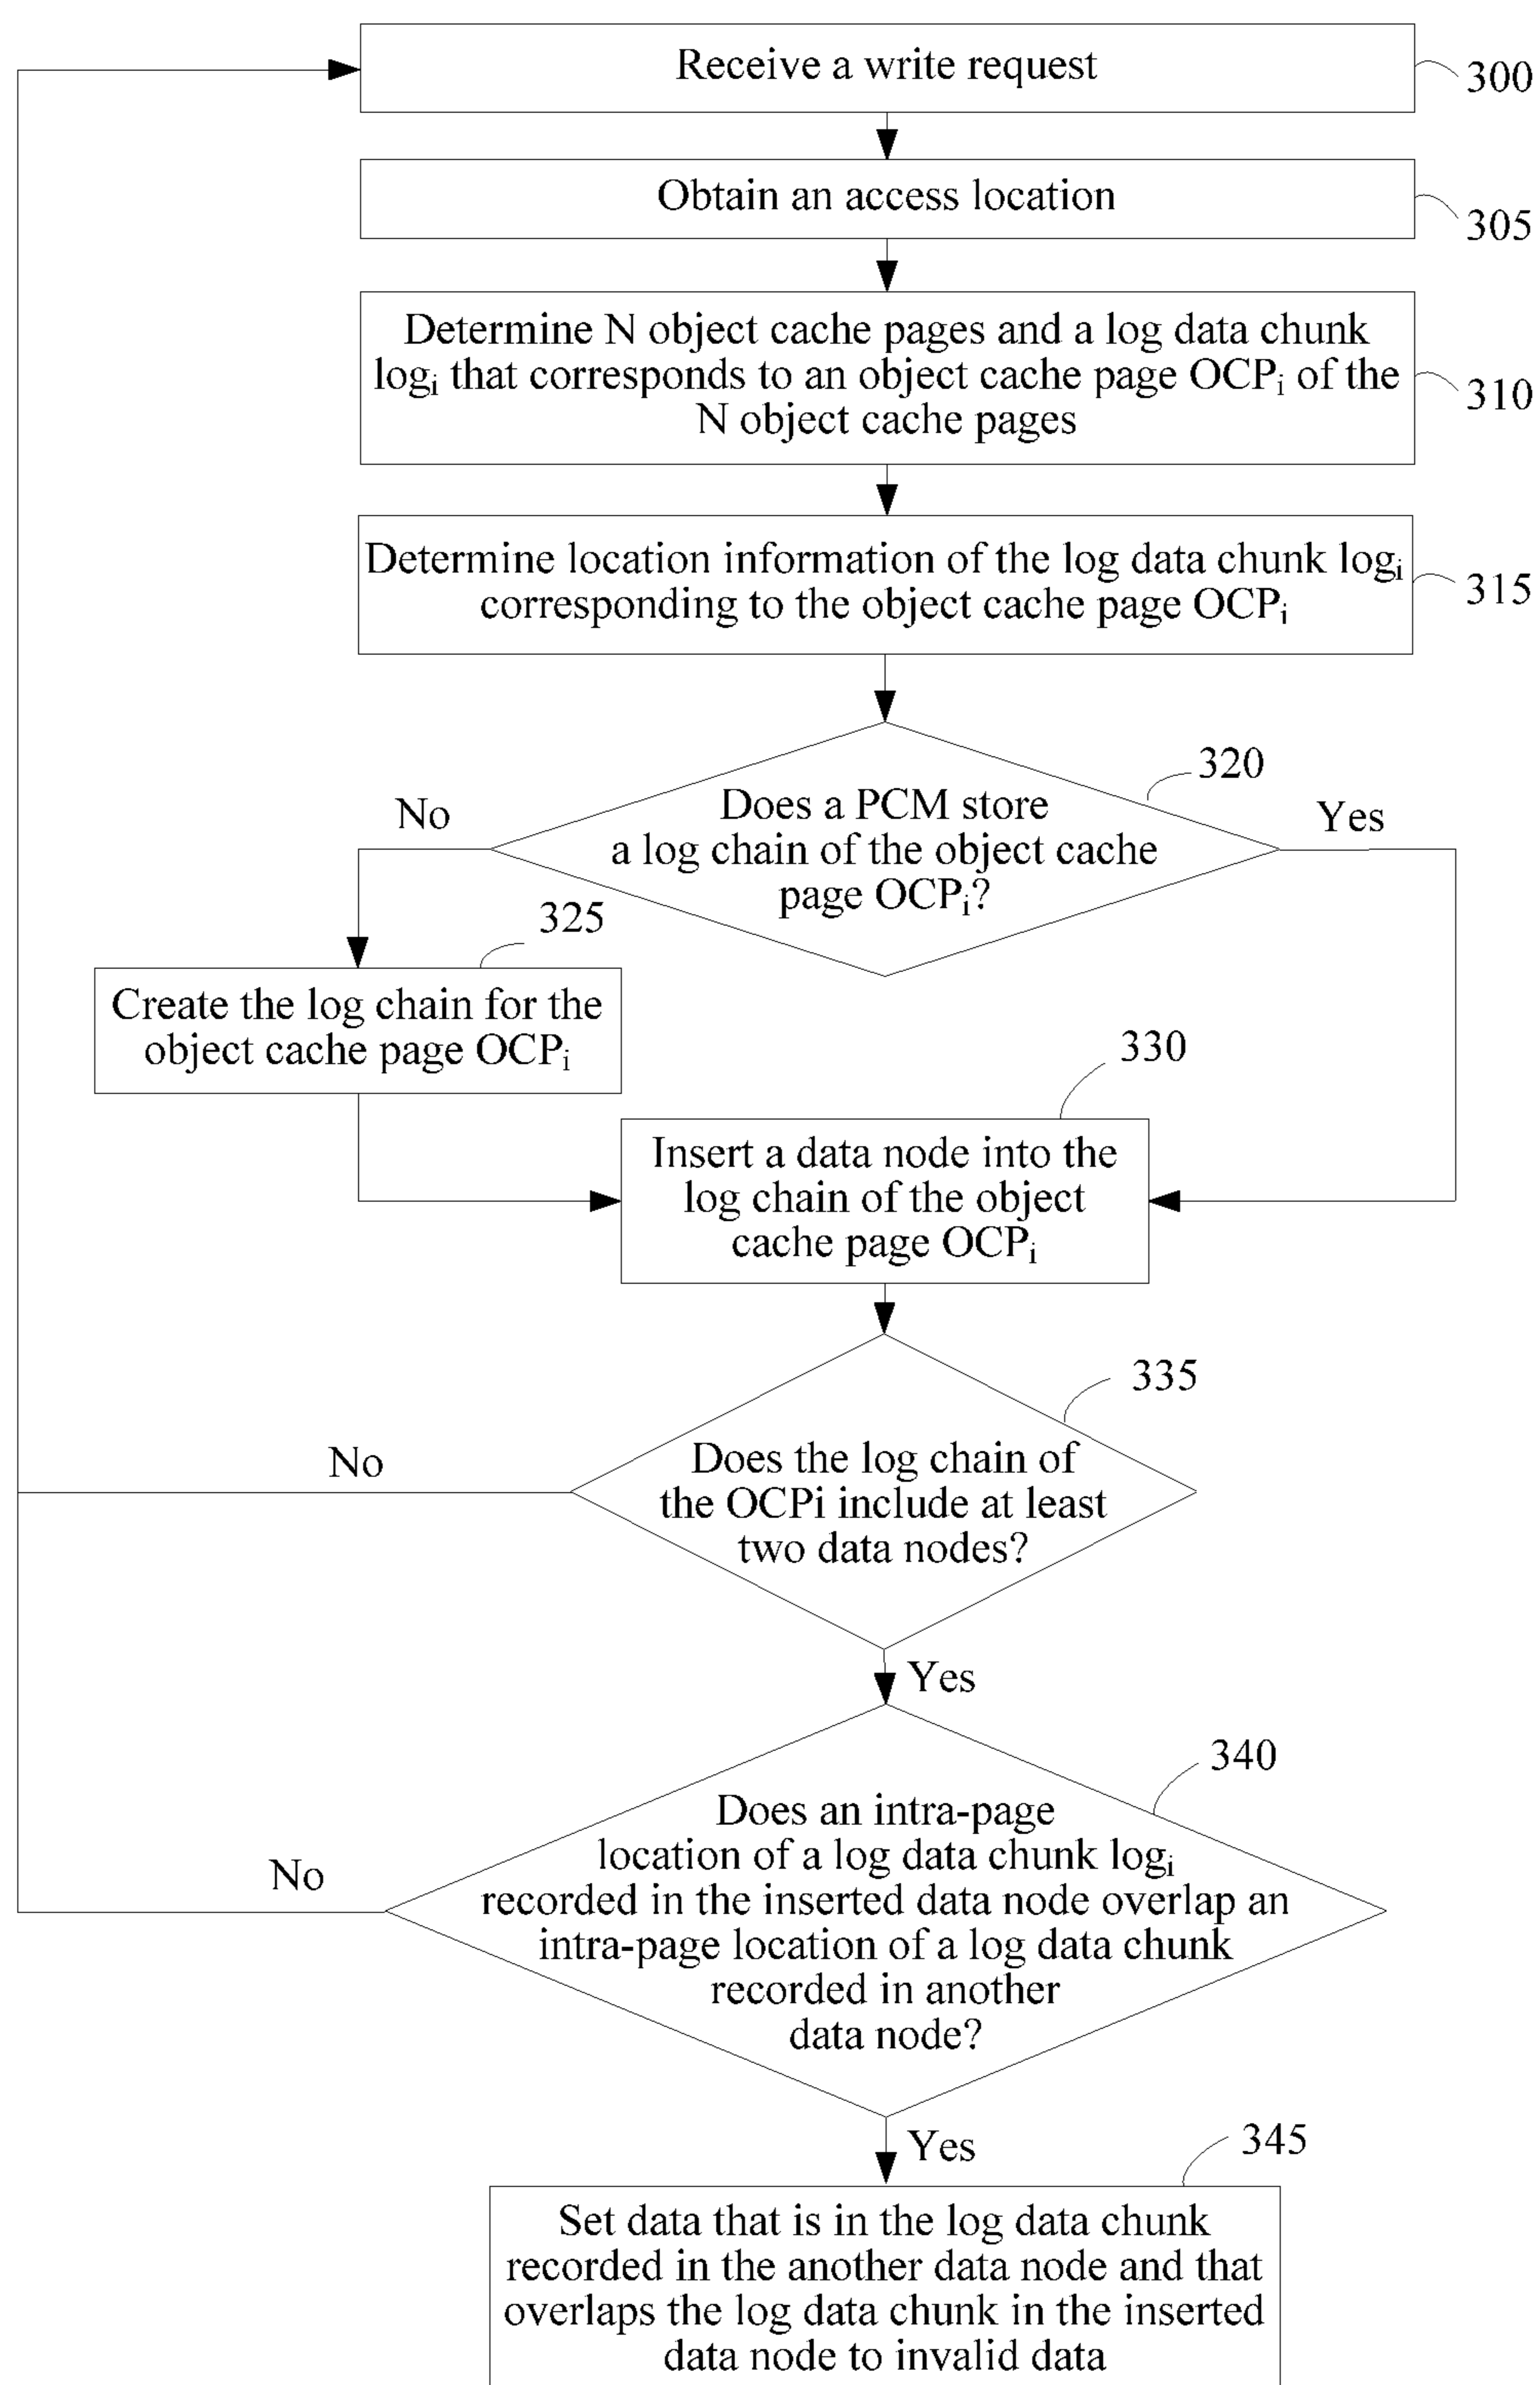 Receive a write request
300
Obtain an access location
305
Determine N object cache pages and a log data chunk
logᵢ that corresponds to an object cache page OCPᵢ of the
N object cache pages
310
Determine location information of the log data chunk logᵢ
corresponding to the object cache page OCPᵢ
315
320
Does a PCM store
a log chain of the object cache
page OCPᵢ?
No
Yes
325
Create the log chain for the
object cache page OCPᵢ
330
Insert a data node into the
log chain of the object
cache page OCPᵢ
335
Does the log chain of
the OCPi include at least
two data nodes?
No
Yes
340
Does an intra-page
location of a log data chunk logᵢ
recorded in the inserted data node overlap an
intra-page location of a log data chunk
recorded in another
data node?
No
Yes
345
Set data that is in the log data chunk
recorded in the another data node and that
overlaps the log data chunk in the inserted
data node to invalid data